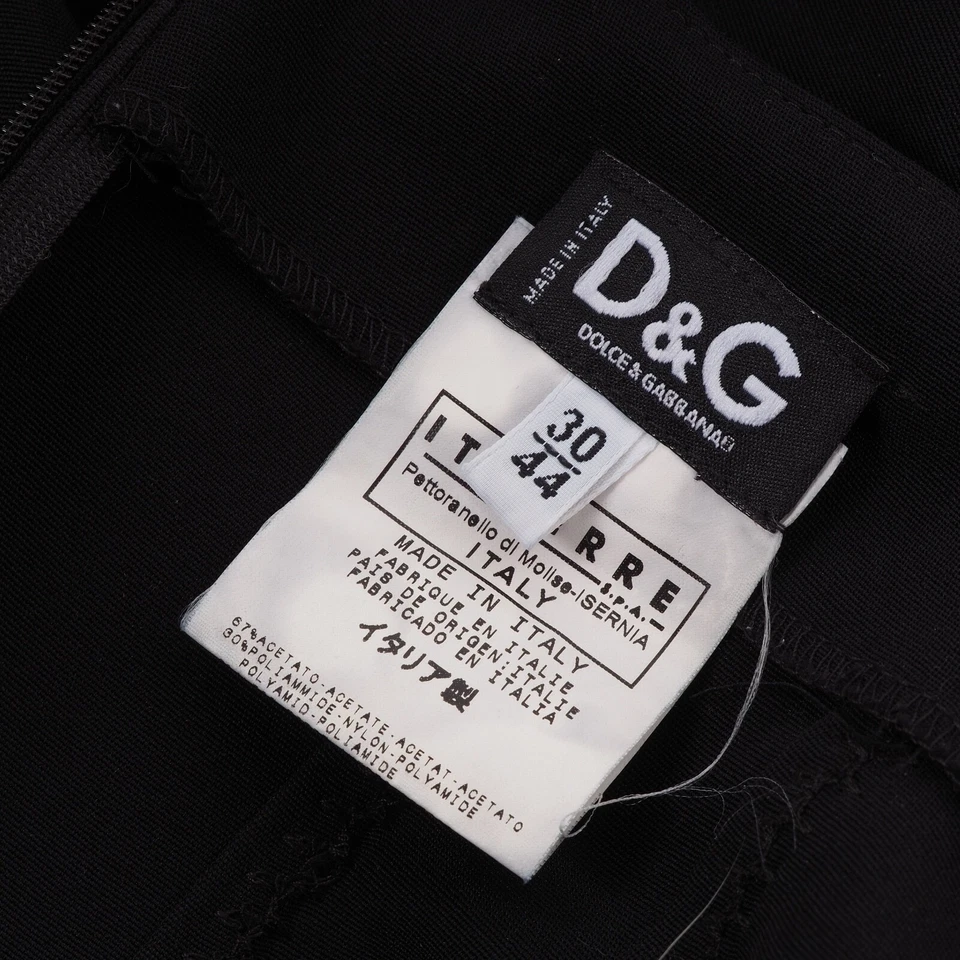 MADE IN ITALY
D&G
DOLCE & GABBANA
30
44
IT RRE
S.P.A.
Pettoranello di Molise-ISERNIA
ITALY
MADE IN ITALY
FABRIQUE EN ITALIE
PAIS DE ORIGEN:ITALIE
FABRICADO EN ITALIA
イタリア製
67%ACETATO-ACETATE-ACETAT-ACETATO
30%POLIAMMIDE-NYLON-POLYAMIDE
POLYAMID-POLIAMIDE